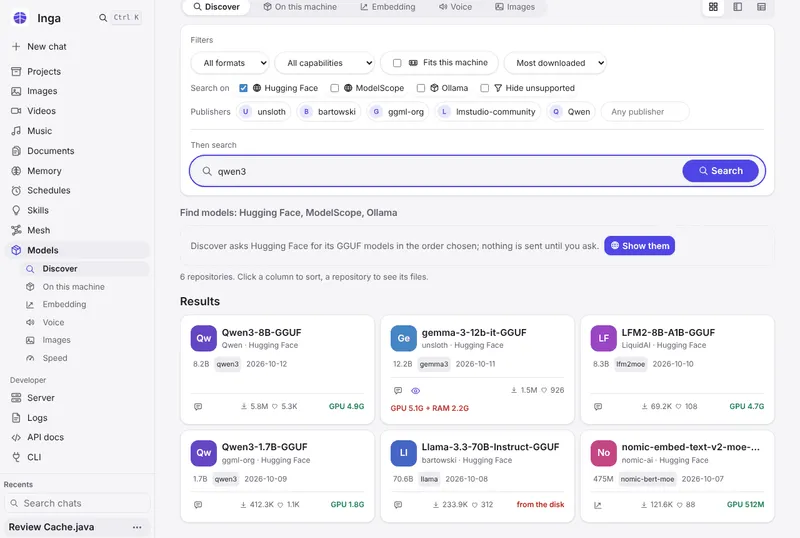 Inga
Ctrl K
New chat
Projects
Images
Videos
Music
Documents
Memory
Schedules
Skills
Mesh
Models
Discover
On this machine
Embedding
Voice
Images
Speed
Developer
Server
Logs
API docs
CLI
Recents
Search chats
Review Cache.java
Discover On this machine Embedding Voice Images
Filters
All formats All capabilities Fits this machine Most downloaded
Search on Hugging Face ModelScope Ollama Hide unsupported
Publishers U unsloth B bartowski G ggml-org L lmstudio-community Q Qwen Any publisher
Then search
qwen3 Search
Find models: Hugging Face, ModelScope, Ollama
Discover asks Hugging Face for its GGUF models in the order chosen; nothing is sent until you ask. Show them
6 repositories. Click a column to sort, a repository to see its files.
Results
Qw Qwen3-8B-GGUF
Qwen · Hugging Face
8.2B qwen3 2026-10-12
5.8M 5.3K GPU 4.9G
Ge gemma-3-12b-it-GGUF
unsloth · Hugging Face
12.2B gemma3 2026-10-11
1.5M 926
GPU 5.1G + RAM 2.2G
LF LFM2-8B-A1B-GGUF
LiquidAI · Hugging Face
8.3B lfm2moe 2026-10-10
69.2K 108 GPU 4.7G
Qw Qwen3-1.7B-GGUF
ggml-org · Hugging Face
1.7B qwen3 2026-10-09
412.3K 1.1K GPU 1.8G
Ll Llama-3.3-70B-Instruct-GGUF
bartowski · Hugging Face
70.6B llama 2026-10-08
233.9K 312 from the disk
No nomic-embed-text-v2-moe-...
nomic-ai · Hugging Face
475M nomic-bert-moe 2026-10-07
121.6K 88 GPU 512M